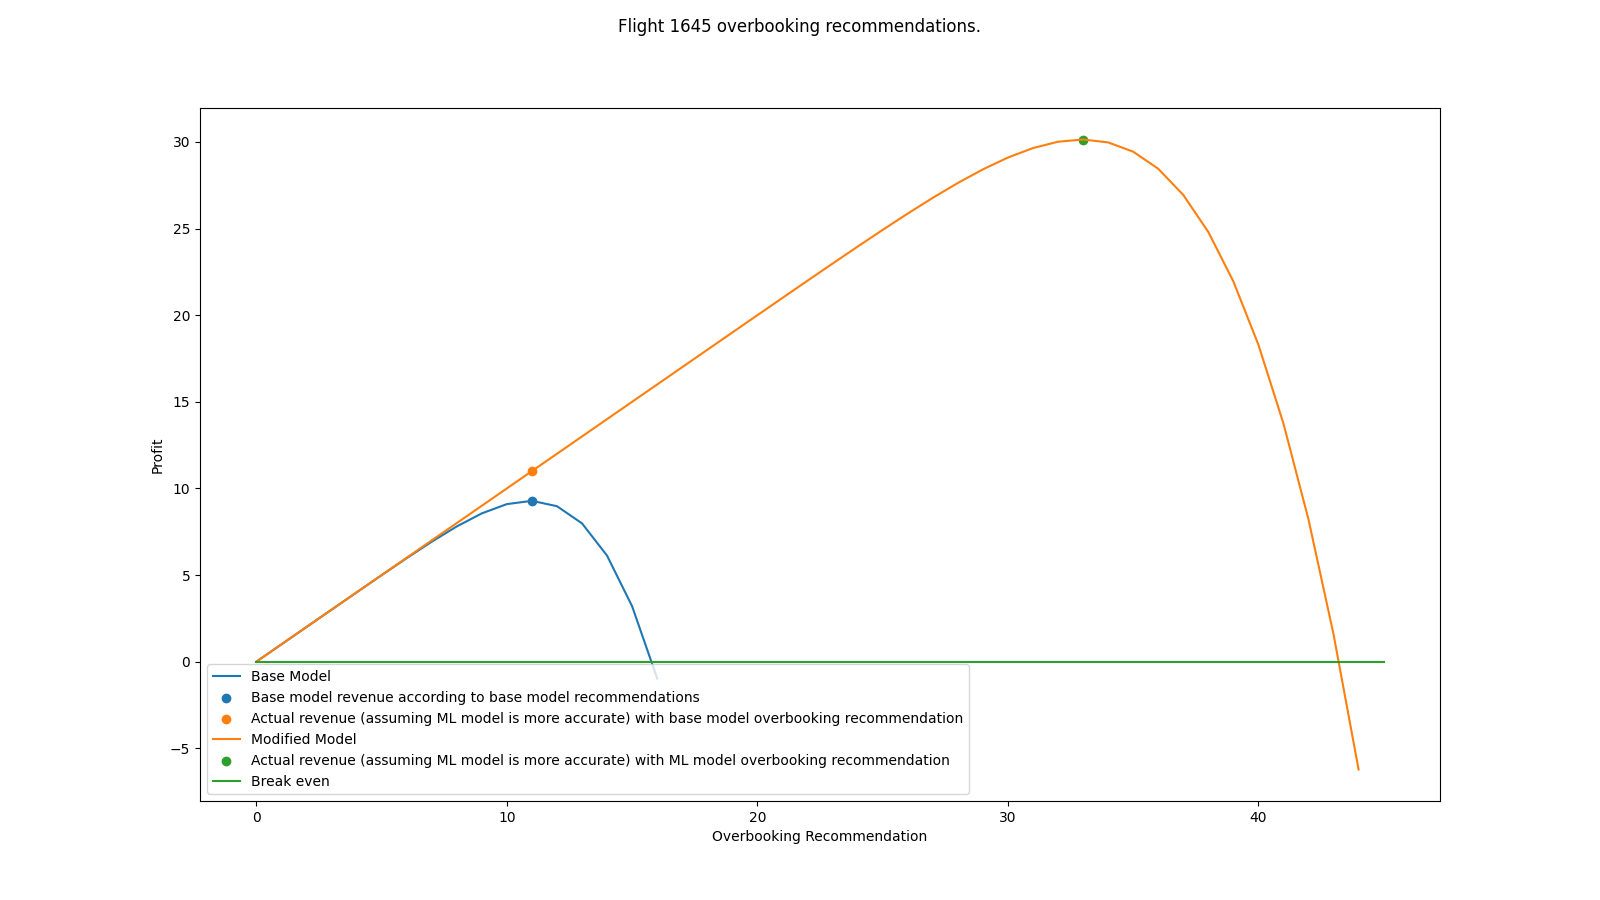 Flight 1645 overbooking recommendations.
30
25
20
15
10
5
0
−5
Profit
Base Model
Base model revenue according to base model recommendations
Actual revenue (assuming ML model is more accurate) with base model overbooking recommendation
Modified Model
Actual revenue (assuming ML model is more accurate) with ML model overbooking recommendation
Break even
0 10 20 30 40
Overbooking Recommendation